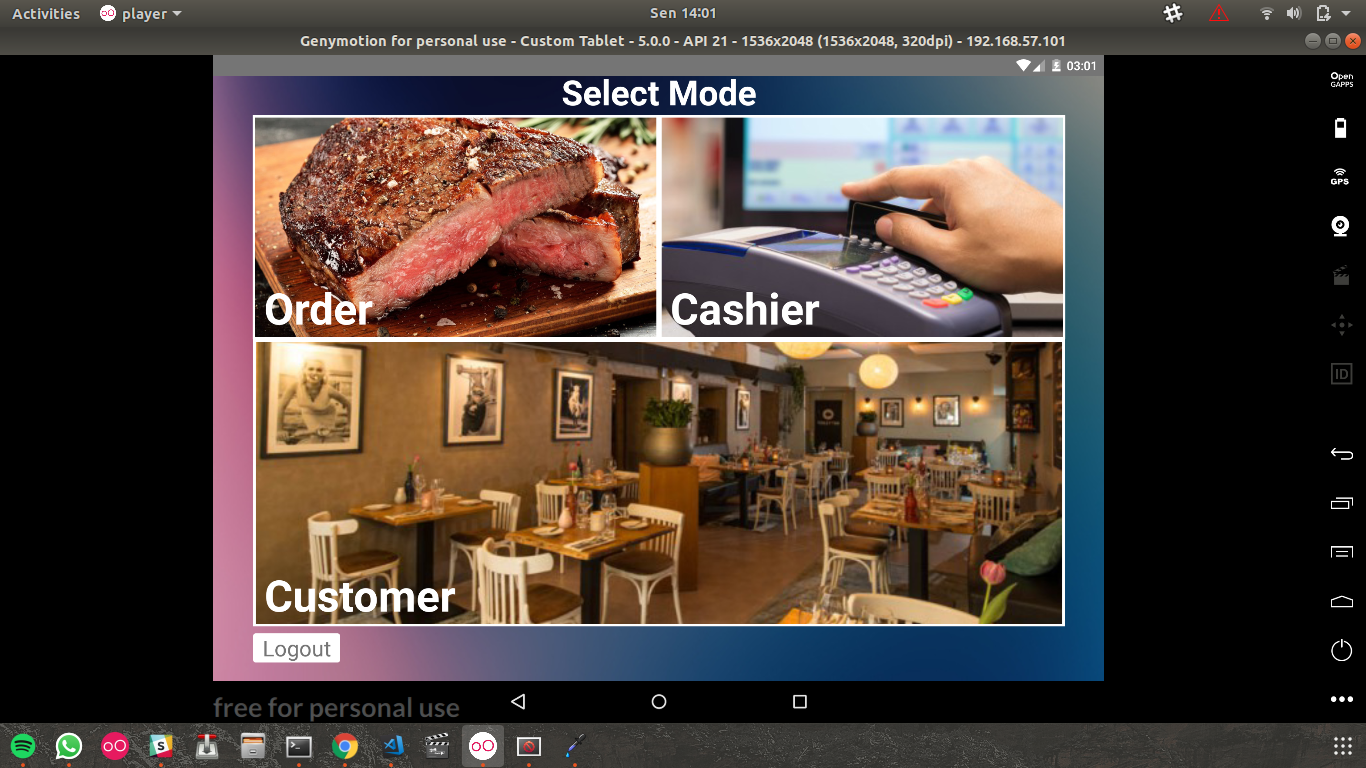 Activities
player
Sen 14:01
Genymotion for personal use - Custom Tablet - 5.0.0 - API 21 - 1536x2048 (1536x2048, 320dpi) - 192.168.57.101
03:01
Open
GAPPS
Select Mode
GPS
Order
Cashier
ID
Customer
Logout
free for personal use